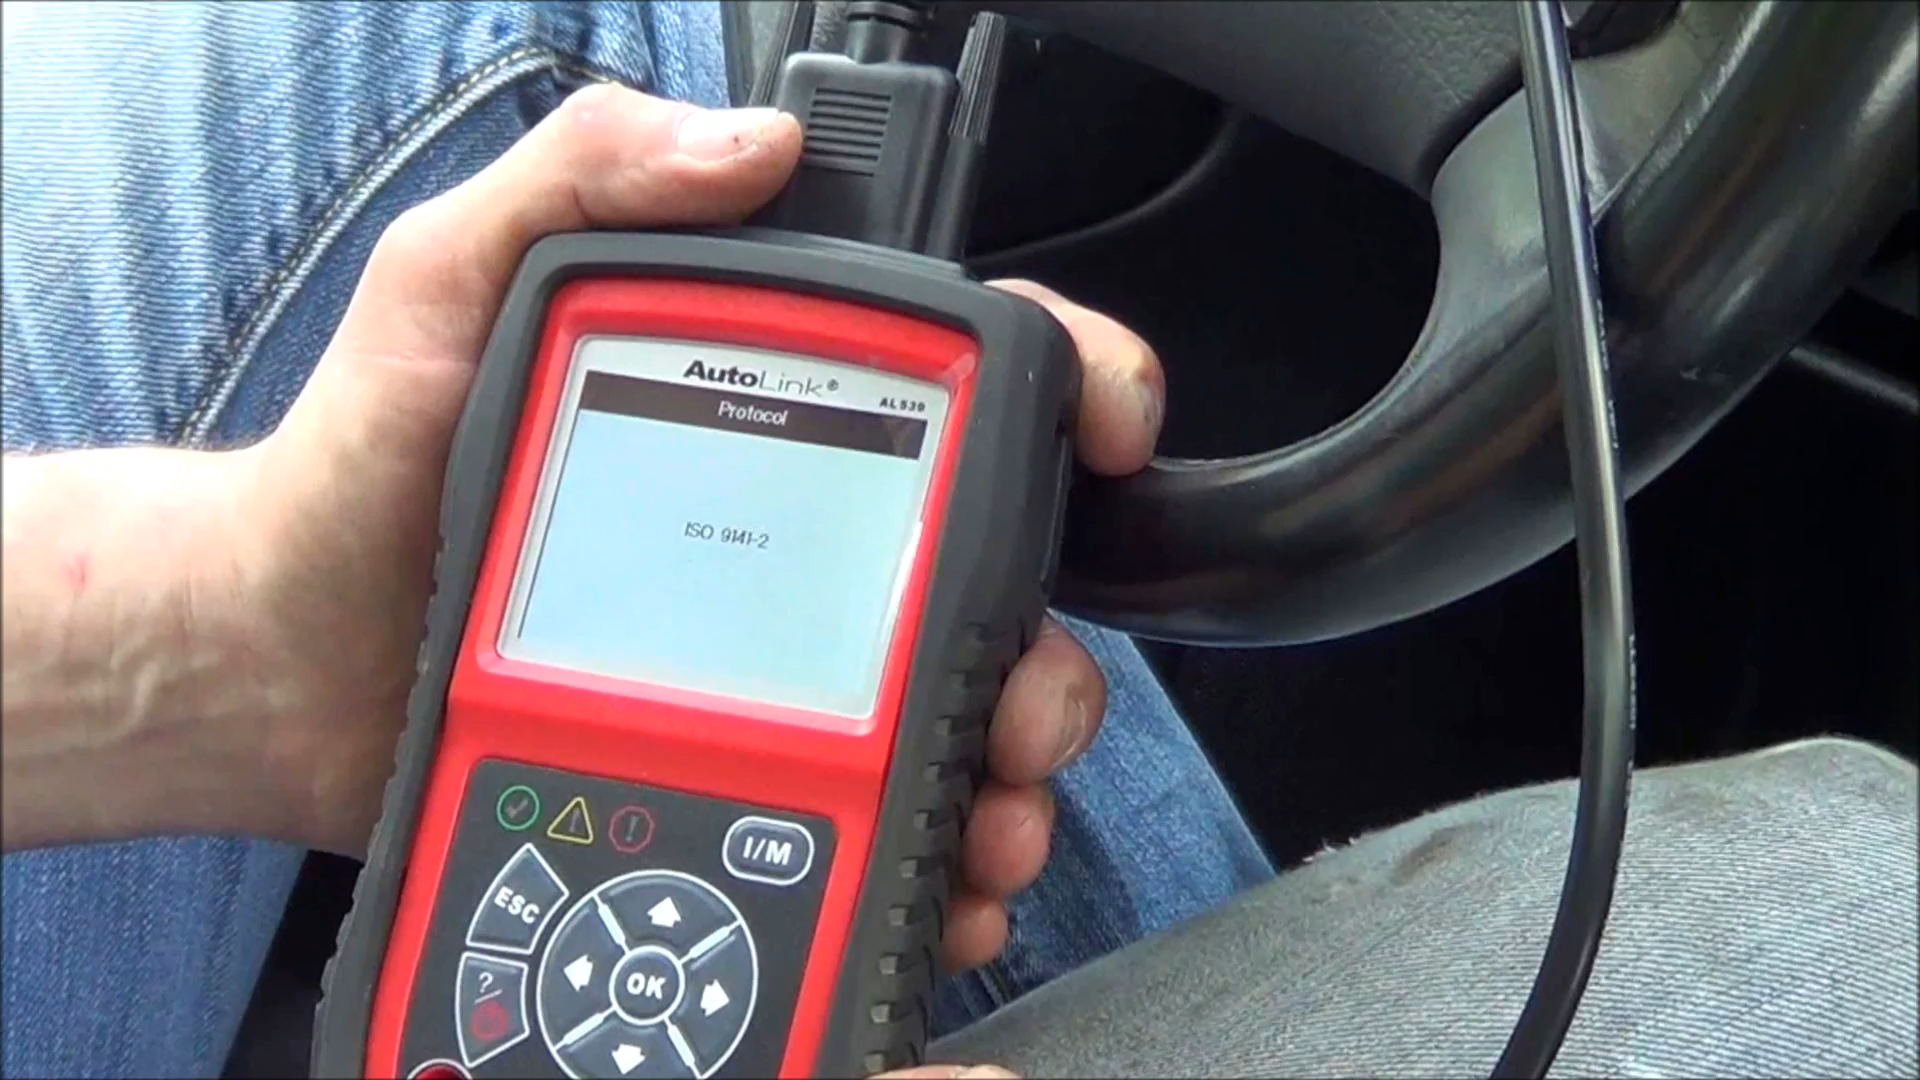 AutoLink®
AL539
Protocol
ISO 9141-2
I/M
ESC
?
OK